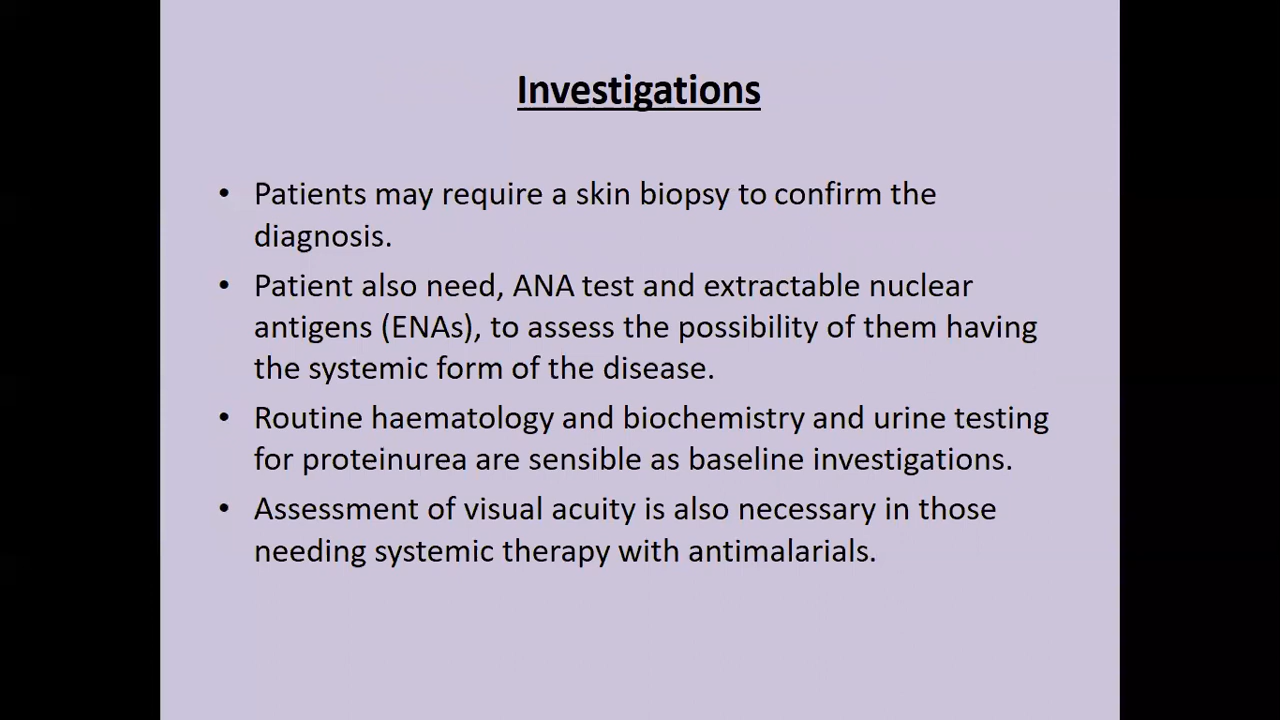 Investigations
• Patients may require a skin biopsy to confirm the
diagnosis.
• Patient also need, ANA test and extractable nuclear
antigens (ENAs), to assess the possibility of them having
the systemic form of the disease.
• Routine haematology and biochemistry and urine testing
for proteinurea are sensible as baseline investigations.
• Assessment of visual acuity is also necessary in those
needing systemic therapy with antimalarials.